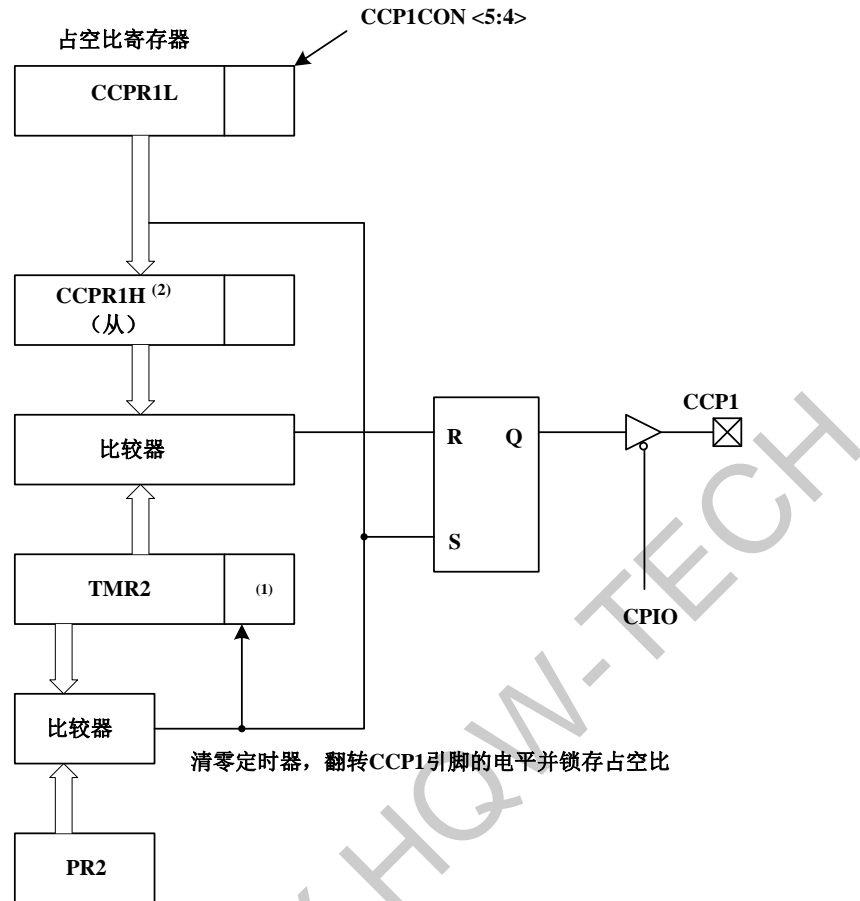 CCP1CON <5:4>
占空比寄存器
CCPR1L
CCPR1H (2)
（从）
比较器
R
Q
S
CCP1
CPIO
TMR2
(1)
比较器
清零定时器，翻转CCP1引脚的电平并锁存占空比
PR2
HQW-TECH